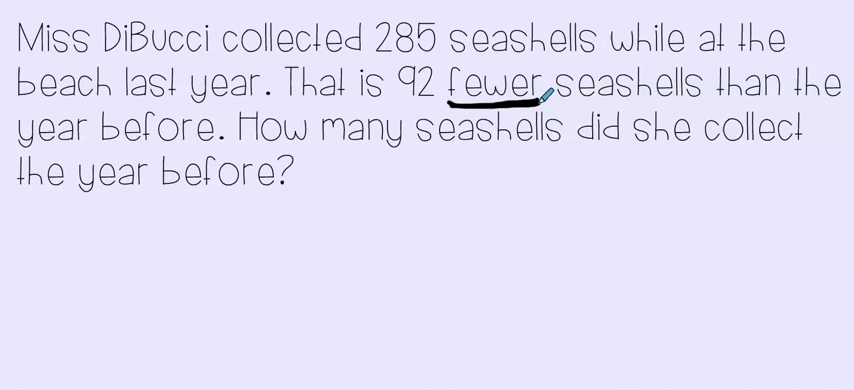 Miss DiBucci collected 285 seashells while at the
beach last year. That is 92 fewer seashells than the
year before. How many seashells did she collect
the year before?